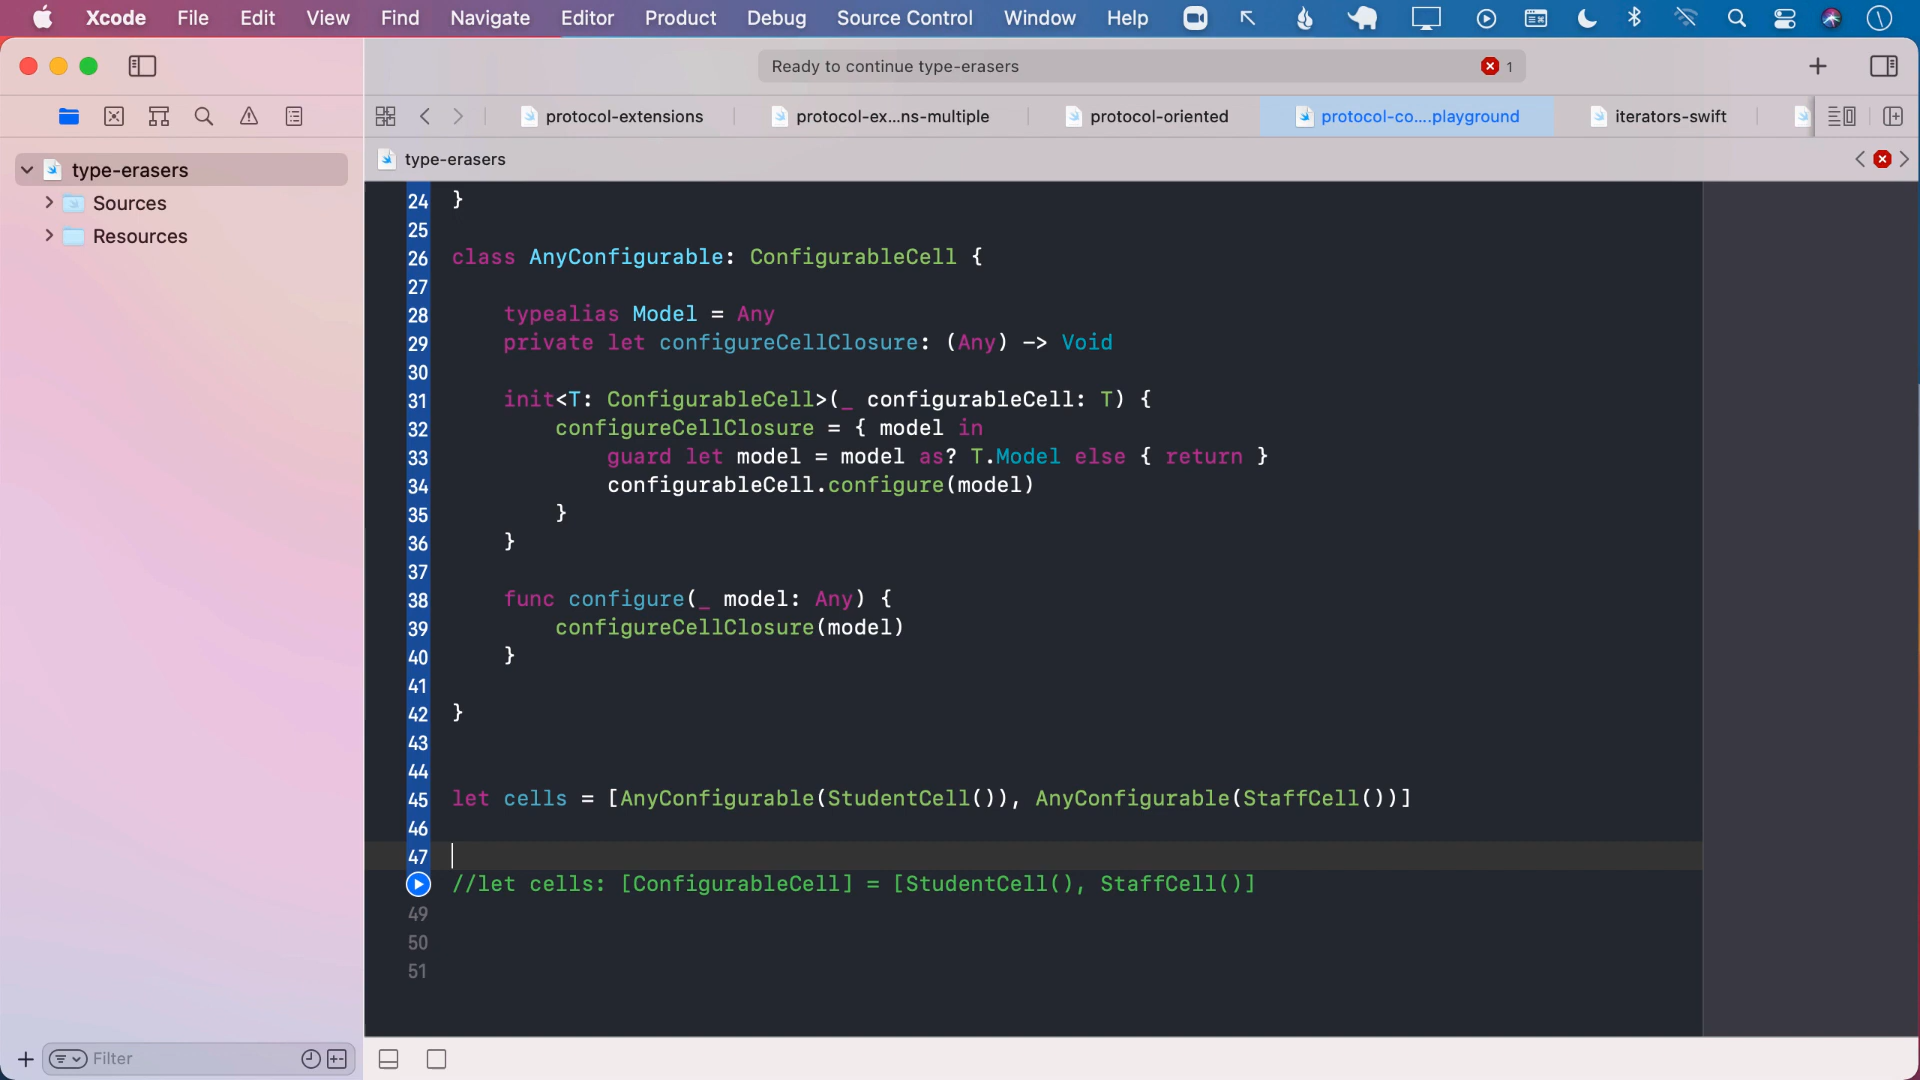 Xcode File Edit View Find Navigate Editor Product Debug Source Control Window Help
Ready to continue type-erasers 1
protocol-extensions protocol-ex...ns-multiple protocol-oriented protocol-co....playground iterators-swift
type-erasers
type-erasers
Sources
Resources
24 }
25
26 class AnyConfigurable: ConfigurableCell {
27
28 typealias Model = Any
29 private let configureCellClosure: (Any) -> Void
30
31 init<T: ConfigurableCell>(_ configurableCell: T) {
32 configureCellClosure = { model in
33 guard let model = model as? T.Model else { return }
34 configurableCell.configure(model)
35 }
36 }
37
38 func configure(_ model: Any) {
39 configureCellClosure(model)
40 }
41
42 }
43
44
45 let cells = [AnyConfigurable(StudentCell()), AnyConfigurable(StaffCell())]
46
47
//let cells: [ConfigurableCell] = [StudentCell(), StaffCell()]
49
50
51
Filter